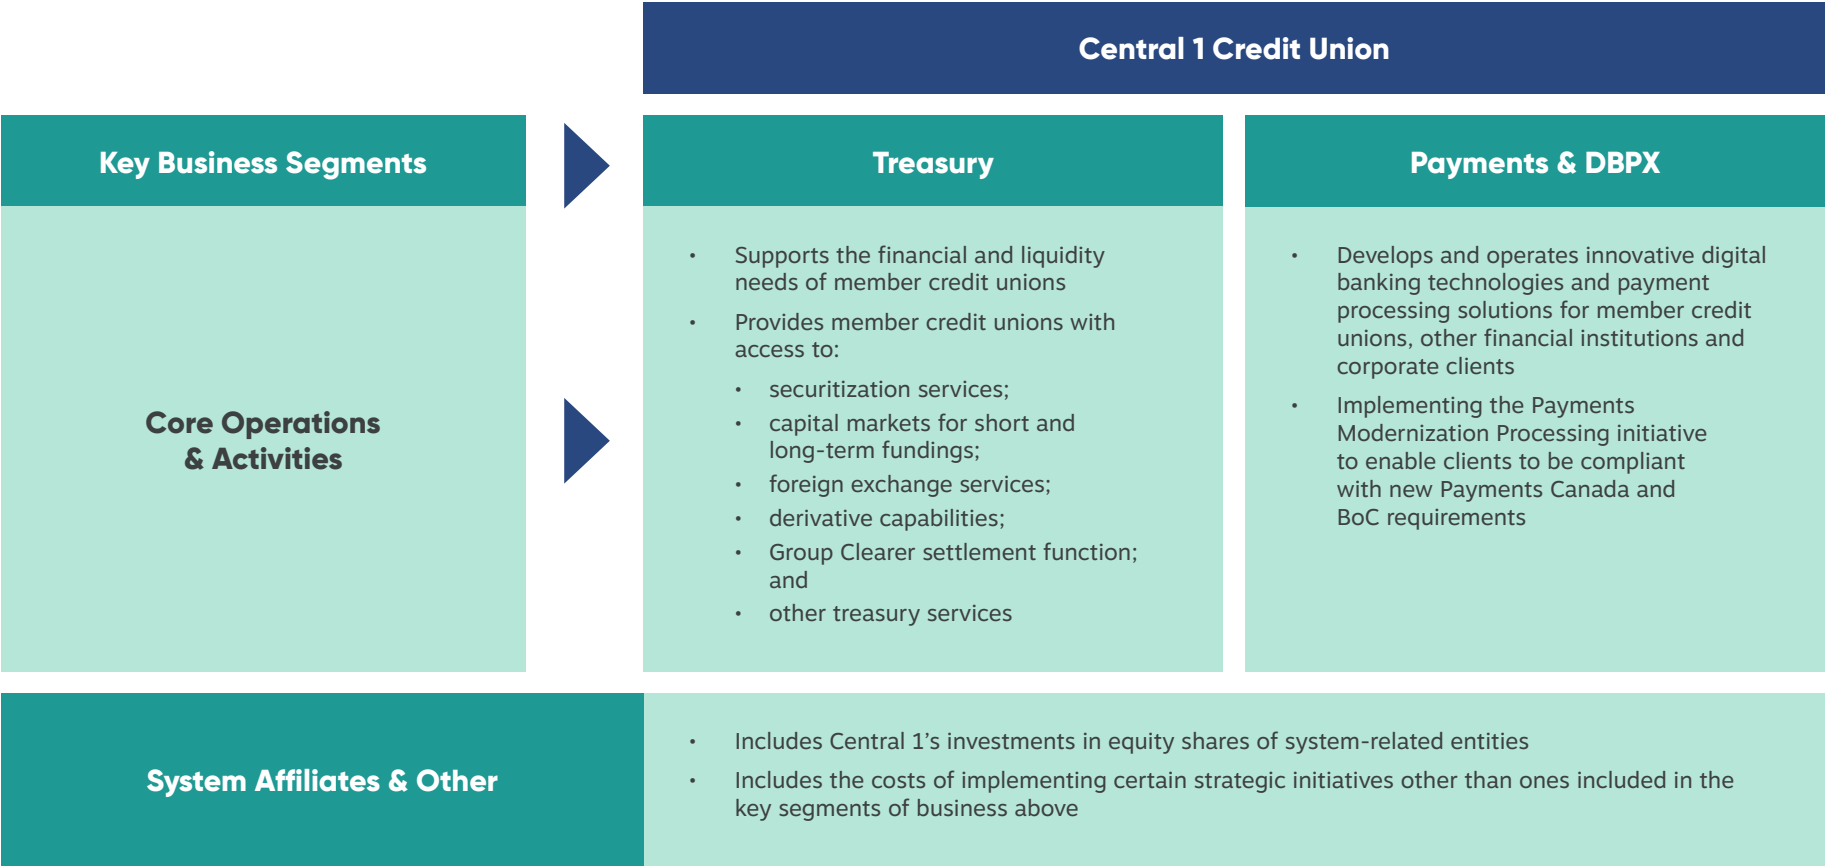 Central 1 Credit Union
Key Business Segments
Treasury
Payments & DBPX
Core Operations
& Activities
• Supports the financial and liquidity
needs of member credit unions
• Provides member credit unions with
access to:
• securitization services;
• capital markets for short and
long-term fundings;
• foreign exchange services;
• derivative capabilities;
• Group Clearer settlement function;
and
• other treasury services
• Develops and operates innovative digital
banking technologies and payment
processing solutions for member credit
unions, other financial institutions and
corporate clients
• Implementing the Payments
Modernization Processing initiative
to enable clients to be compliant
with new Payments Canada and
BoC requirements
System Affiliates & Other
• Includes Central 1’s investments in equity shares of system-related entities
• Includes the costs of implementing certain strategic initiatives other than ones included in the
key segments of business above